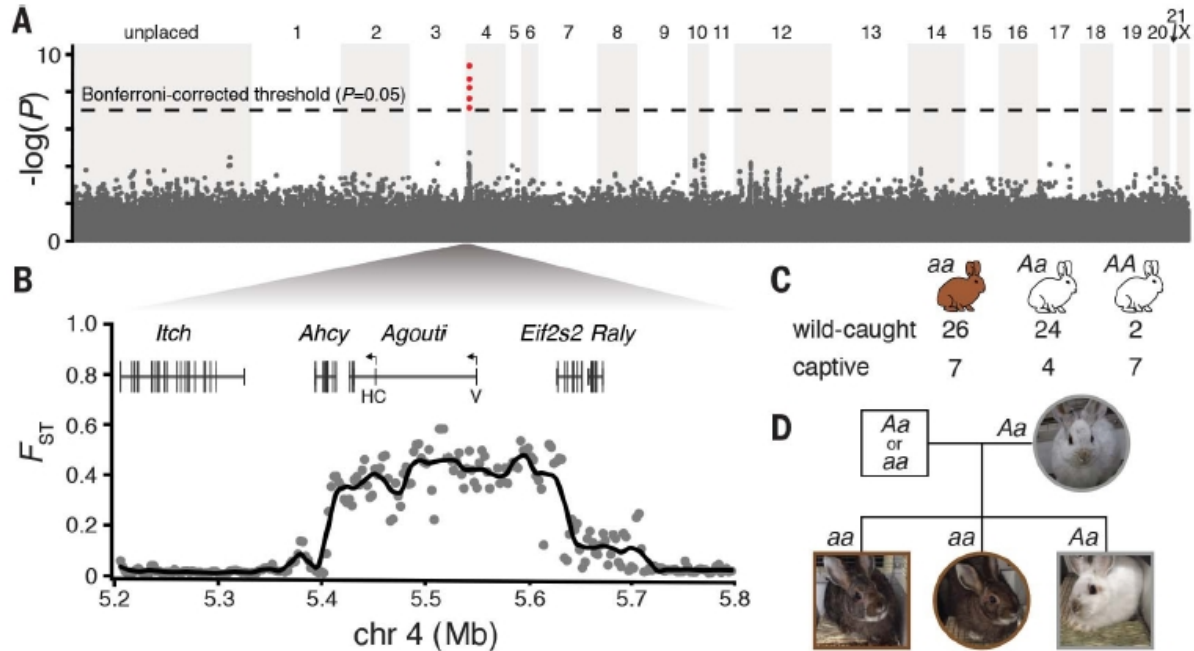 A
unplaced 1 2 3 4 5 6 7 8 9 10 11 12 13 14 15 16 17 18 19 20 21 X
10
Bonferroni-corrected threshold (P=0.05)
-log(P)
0
B
1.0
0.8
0.6
0.4
0.2
0
FST
Itch Ahcy Agouti Eif2s2 Raly
HC V
5.2 5.3 5.4 5.5 5.6 5.7 5.8
chr 4 (Mb)
C
aa Aa AA
wild-caught 26 24 2
captive 7 4 7
D
Aa
or
aa
Aa
aa aa Aa